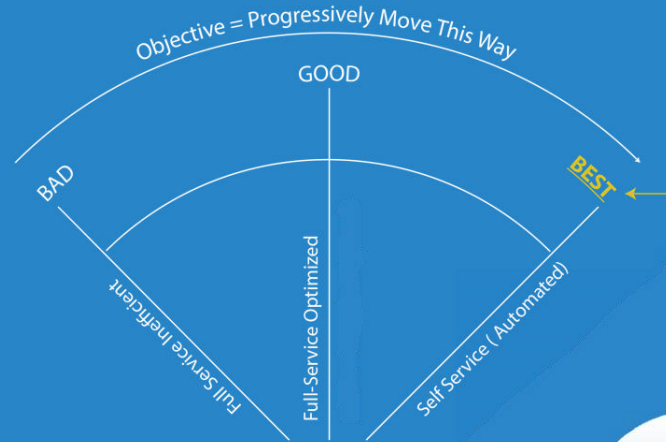 Objective = Progressively Move This Way
GOOD
BAD
BEST
Full Service Inefficient
Full-Service Optimized
Self Service ( Automated)